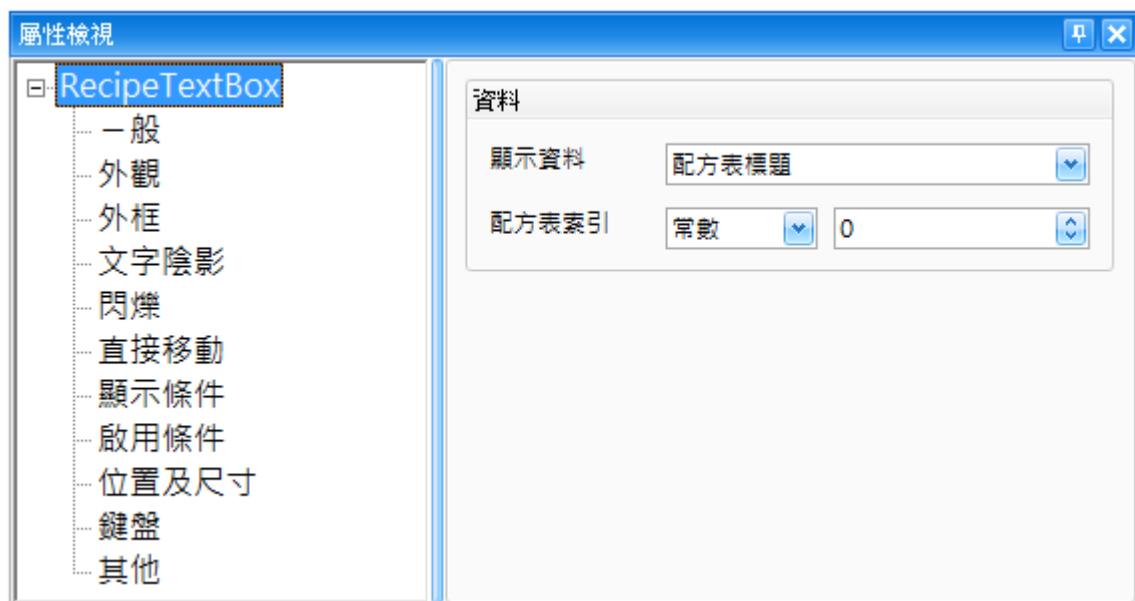 屬性檢視
RecipeTextBox
一般
外觀
外框
文字陰影
閃爍
直接移動
顯示條件
啟用條件
位置及尺寸
鍵盤
其他
資料
顯示資料 配方表標題
配方表索引 常數 0